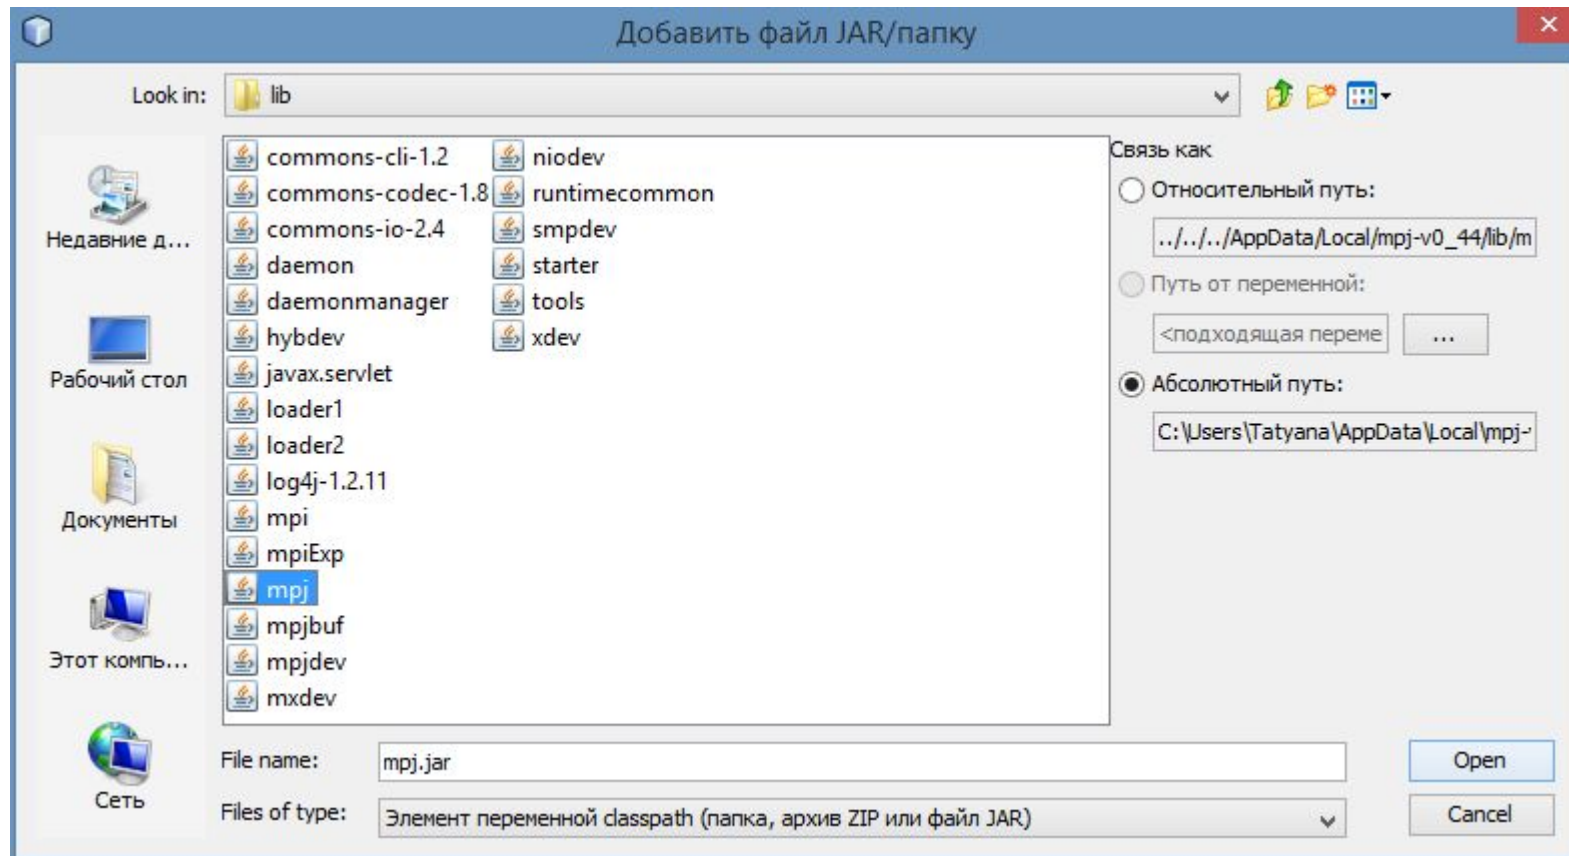 Добавить файл JAR/папку
Look in:
lib
Недавние д...
Рабочий стол
Документы
Этот компь...
Сеть
commons-cli-1.2
commons-codec-1.8
commons-io-2.4
daemon
daemonmanager
hybdev
javax.servlet
loader1
loader2
log4j-1.2.11
mpi
mpiExp
mpj
mpjbuf
mpjdev
mxdev
niodev
runtimecommon
smpdev
starter
tools
xdev
Связь как
Относительный путь:
../../../AppData/Local/mpj-v0_44/lib/m
Путь от переменной:
<подходящая переме
...
Абсолютный путь:
C:\Users\Tatyana\AppData\Local\mpj-
File name:
mpj.jar
Open
Files of type:
Элемент переменной classpath (папка, архив ZIP или файл JAR)
Cancel